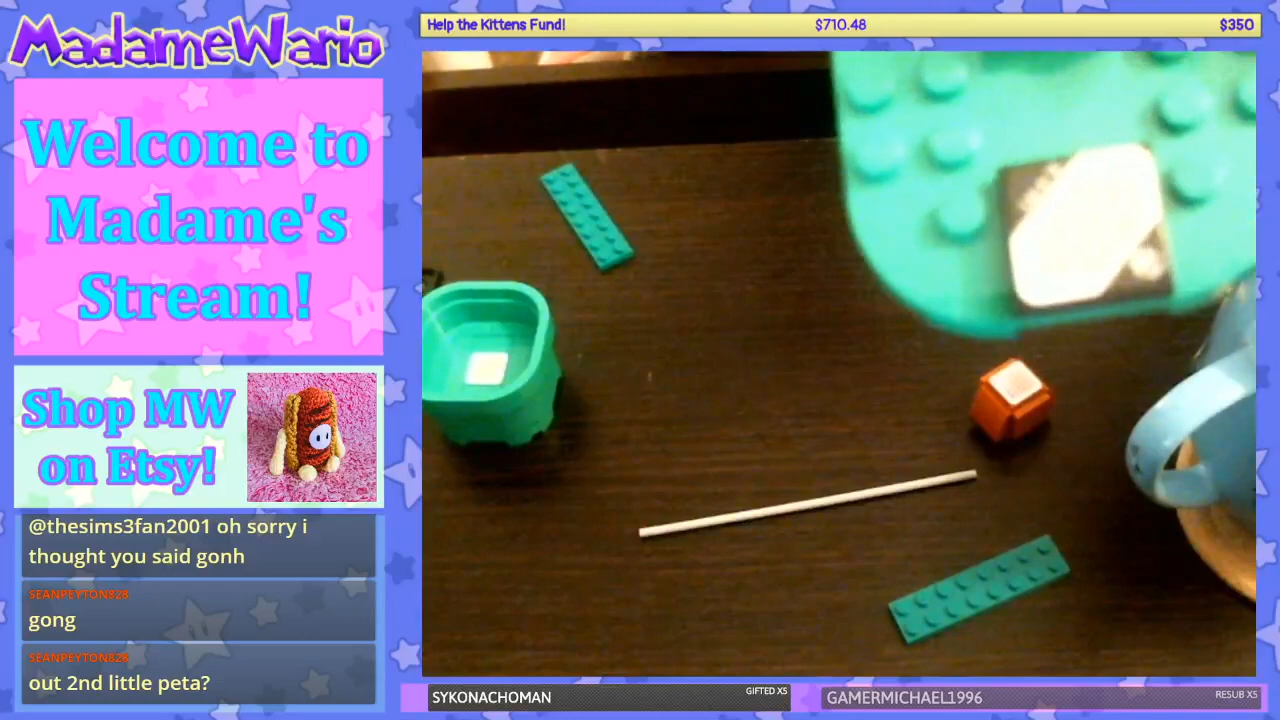 MadameWario
Help the Kittens Fund!
$710.48
$350
Welcome to
Madame's
Stream!
Shop MW
on Etsy!
@thesims3fan2001 oh sorry i
thought you said gonh
SEANPEYTON828
gong
SEANPEYTON828
out 2nd little peta?
SYKONACHOMAN
GIFTED X5
GAMERMICHAEL1996
RESUB X5